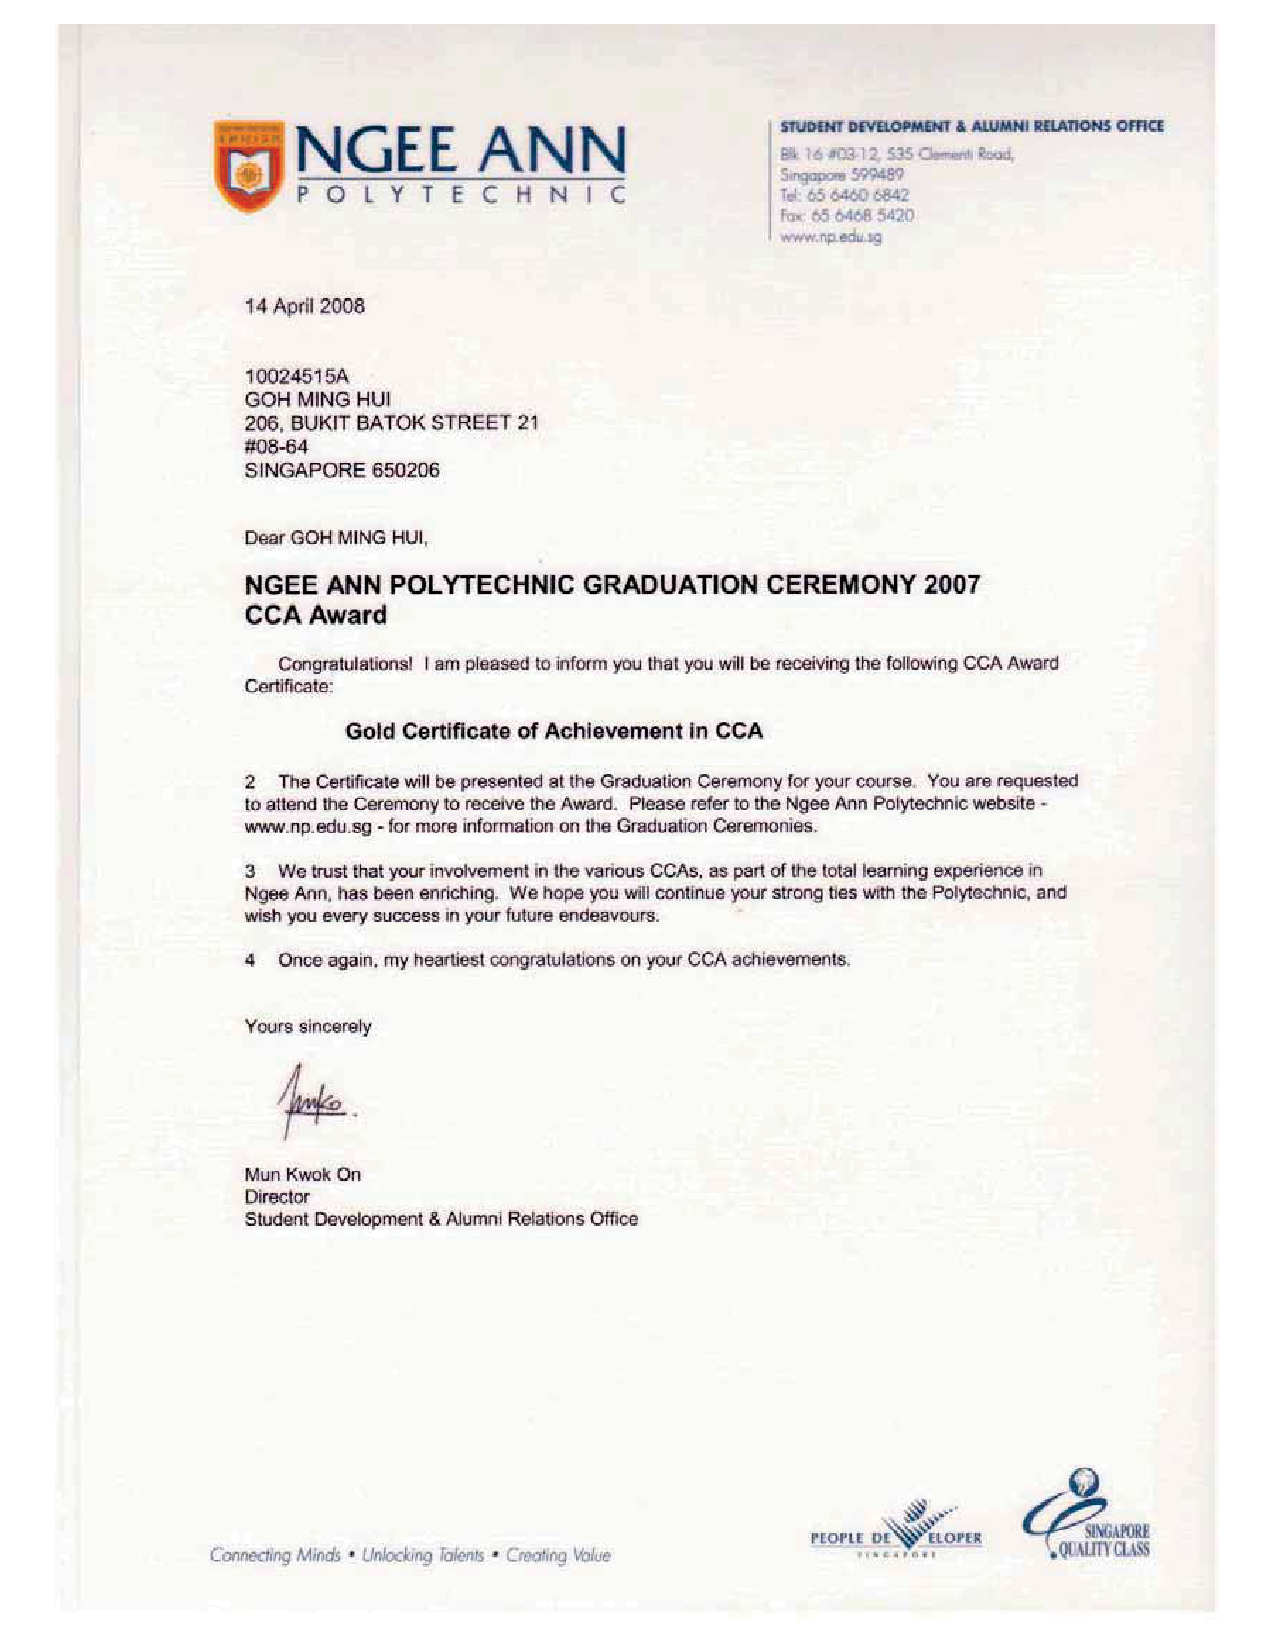 NGEE ANN
POLYTECHNIC
STUDENT DEVELOPMENT & ALUMNI RELATIONS OFFICE
Blk 16 #03-12, 535 Clementi Road,
Singapore 599489
Tel: 65 6460 6842
Fax: 65 6468 5420
www.np.edu.sg
14 April 2008
10024515A
GOH MING HUI
206, BUKIT BATOK STREET 21
#08-64
SINGAPORE 650206
Dear GOH MING HUI,
NGEE ANN POLYTECHNIC GRADUATION CEREMONY 2007
CCA Award
Congratulations! I am pleased to inform you that you will be receiving the following CCA Award
Certificate:
Gold Certificate of Achievement in CCA
2 The Certificate will be presented at the Graduation Ceremony for your course. You are requested
to attend the Ceremony to receive the Award. Please refer to the Ngee Ann Polytechnic website -
www.np.edu.sg - for more information on the Graduation Ceremonies.
3 We trust that your involvement in the various CCAs, as part of the total learning experience in
Ngee Ann, has been enriching. We hope you will continue your strong ties with the Polytechnic, and
wish you every success in your future endeavours.
4 Once again, my heartiest congratulations on your CCA achievements.
Yours sincerely
Mun Kwok On
Director
Student Development & Alumni Relations Office
Connecting Minds • Unlocking Talents • Creating Value
PEOPLE DEVELOPER
SINGAPORE
SINGAPORE
QUALITY CLASS